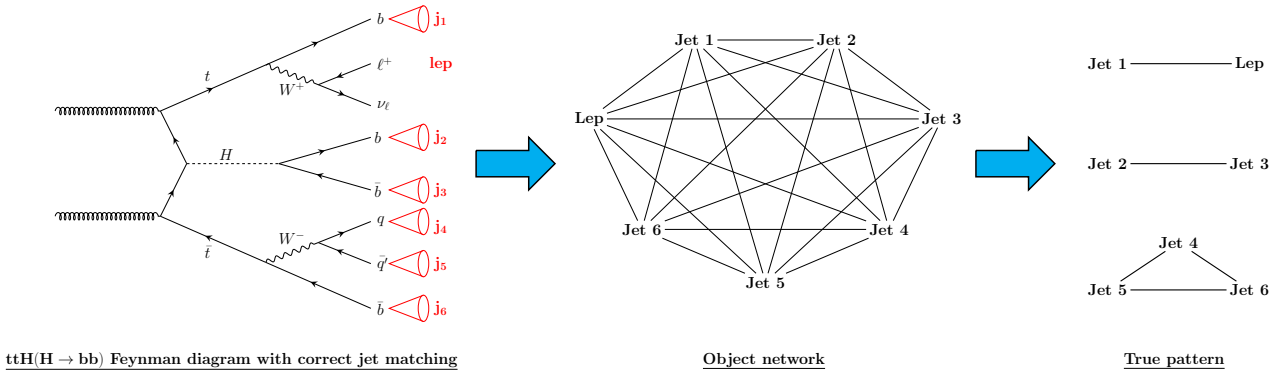 b j₁
ℓ⁺ lep
t
W⁺
ν_ℓ
b j₂
H
b̄ j₃
q j₄
W⁻
t̄
q̄′ j₅
b̄ j₆
ttH(H → bb) Feynman diagram with correct jet matching
Jet 1 Jet 2
Lep Jet 3
Jet 6 Jet 4
Jet 5
Object network
Jet 1 Lep
Jet 2 Jet 3
Jet 4
Jet 5 Jet 6
True pattern